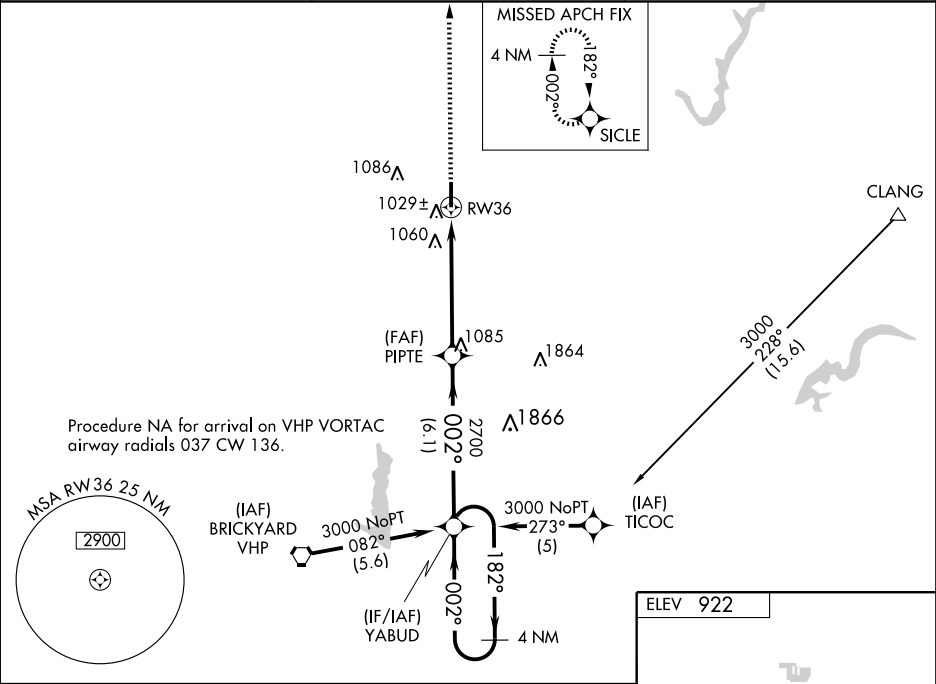 MISSED APCH FIX
4 NM
182°
002°
SICLE
1086
1029±
RW36
1060
CLANG
(FAF)
PIPTE
1085
1864
3000
228°
(15.6)
2700
002°
(6.1)
1866
Procedure NA for arrival on VHP VORTAC
airway radials 037 CW 136.
MSA RW36 25 NM
2900
(IAF)
BRICKYARD
VHP
3000 NoPT
082°
(5.6)
3000 NoPT
273°
(5)
(IAF)
TICOC
182°
002°
(IF/IAF)
YABUD
4 NM
ELEV 922